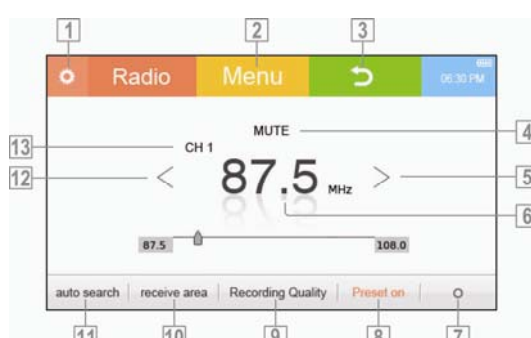 1 2 3
Radio Menu 06:30 PM
MUTE 4
13 CH 1
12 87.5 MHz 5
6
87.5 108.0
auto search receive area Recording Quality Preset on
11 10 9 8 7